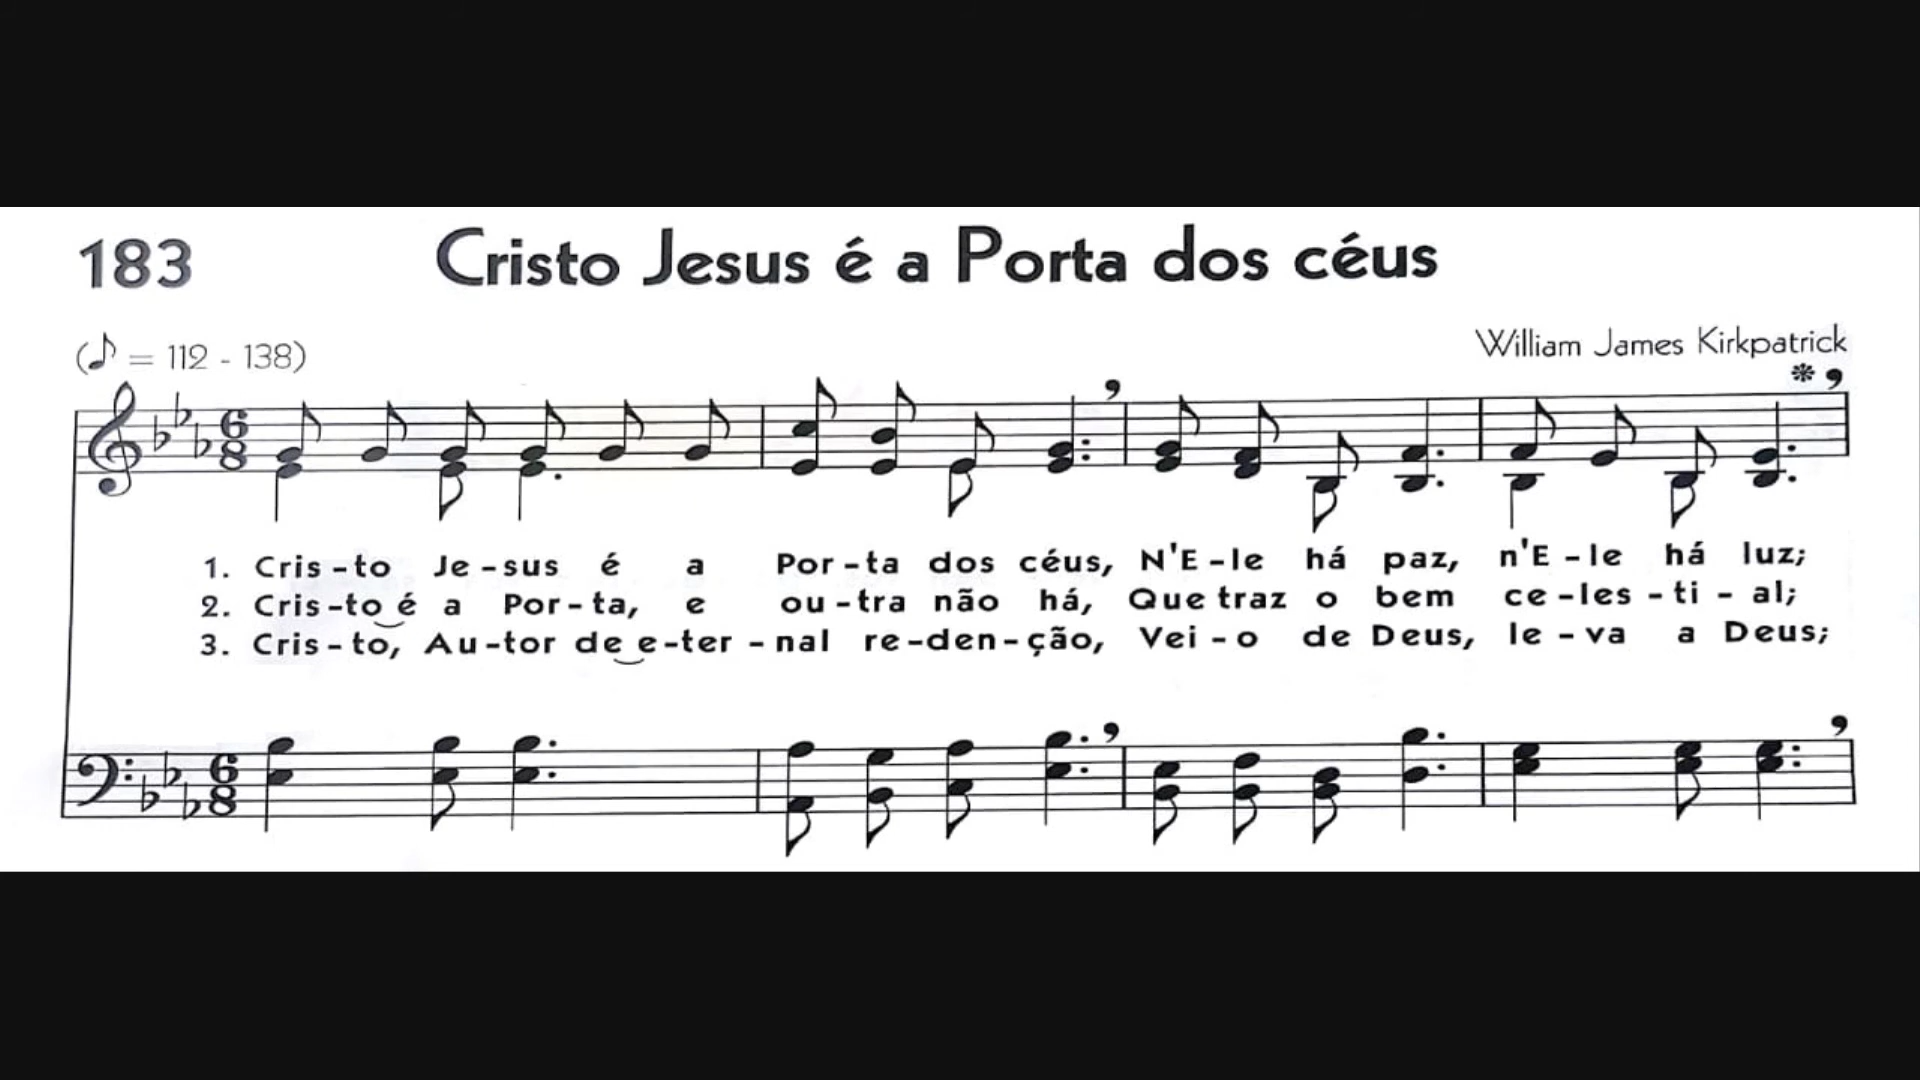 183 Cristo Jesus é a Porta dos céus
(♪ = 112 - 138)
William James Kirkpatrick
1. Cris-to Je-sus é a Por-ta dos céus, N'E-le há paz, n'E-le há luz;
2. Cris-to é a Por-ta, e ou-tra não há, Que traz o bem ce-les-ti-al;
3. Cris-to, Au-tor de e-ter-nal re-den-ção, Vei-o de Deus, le-va a Deus;